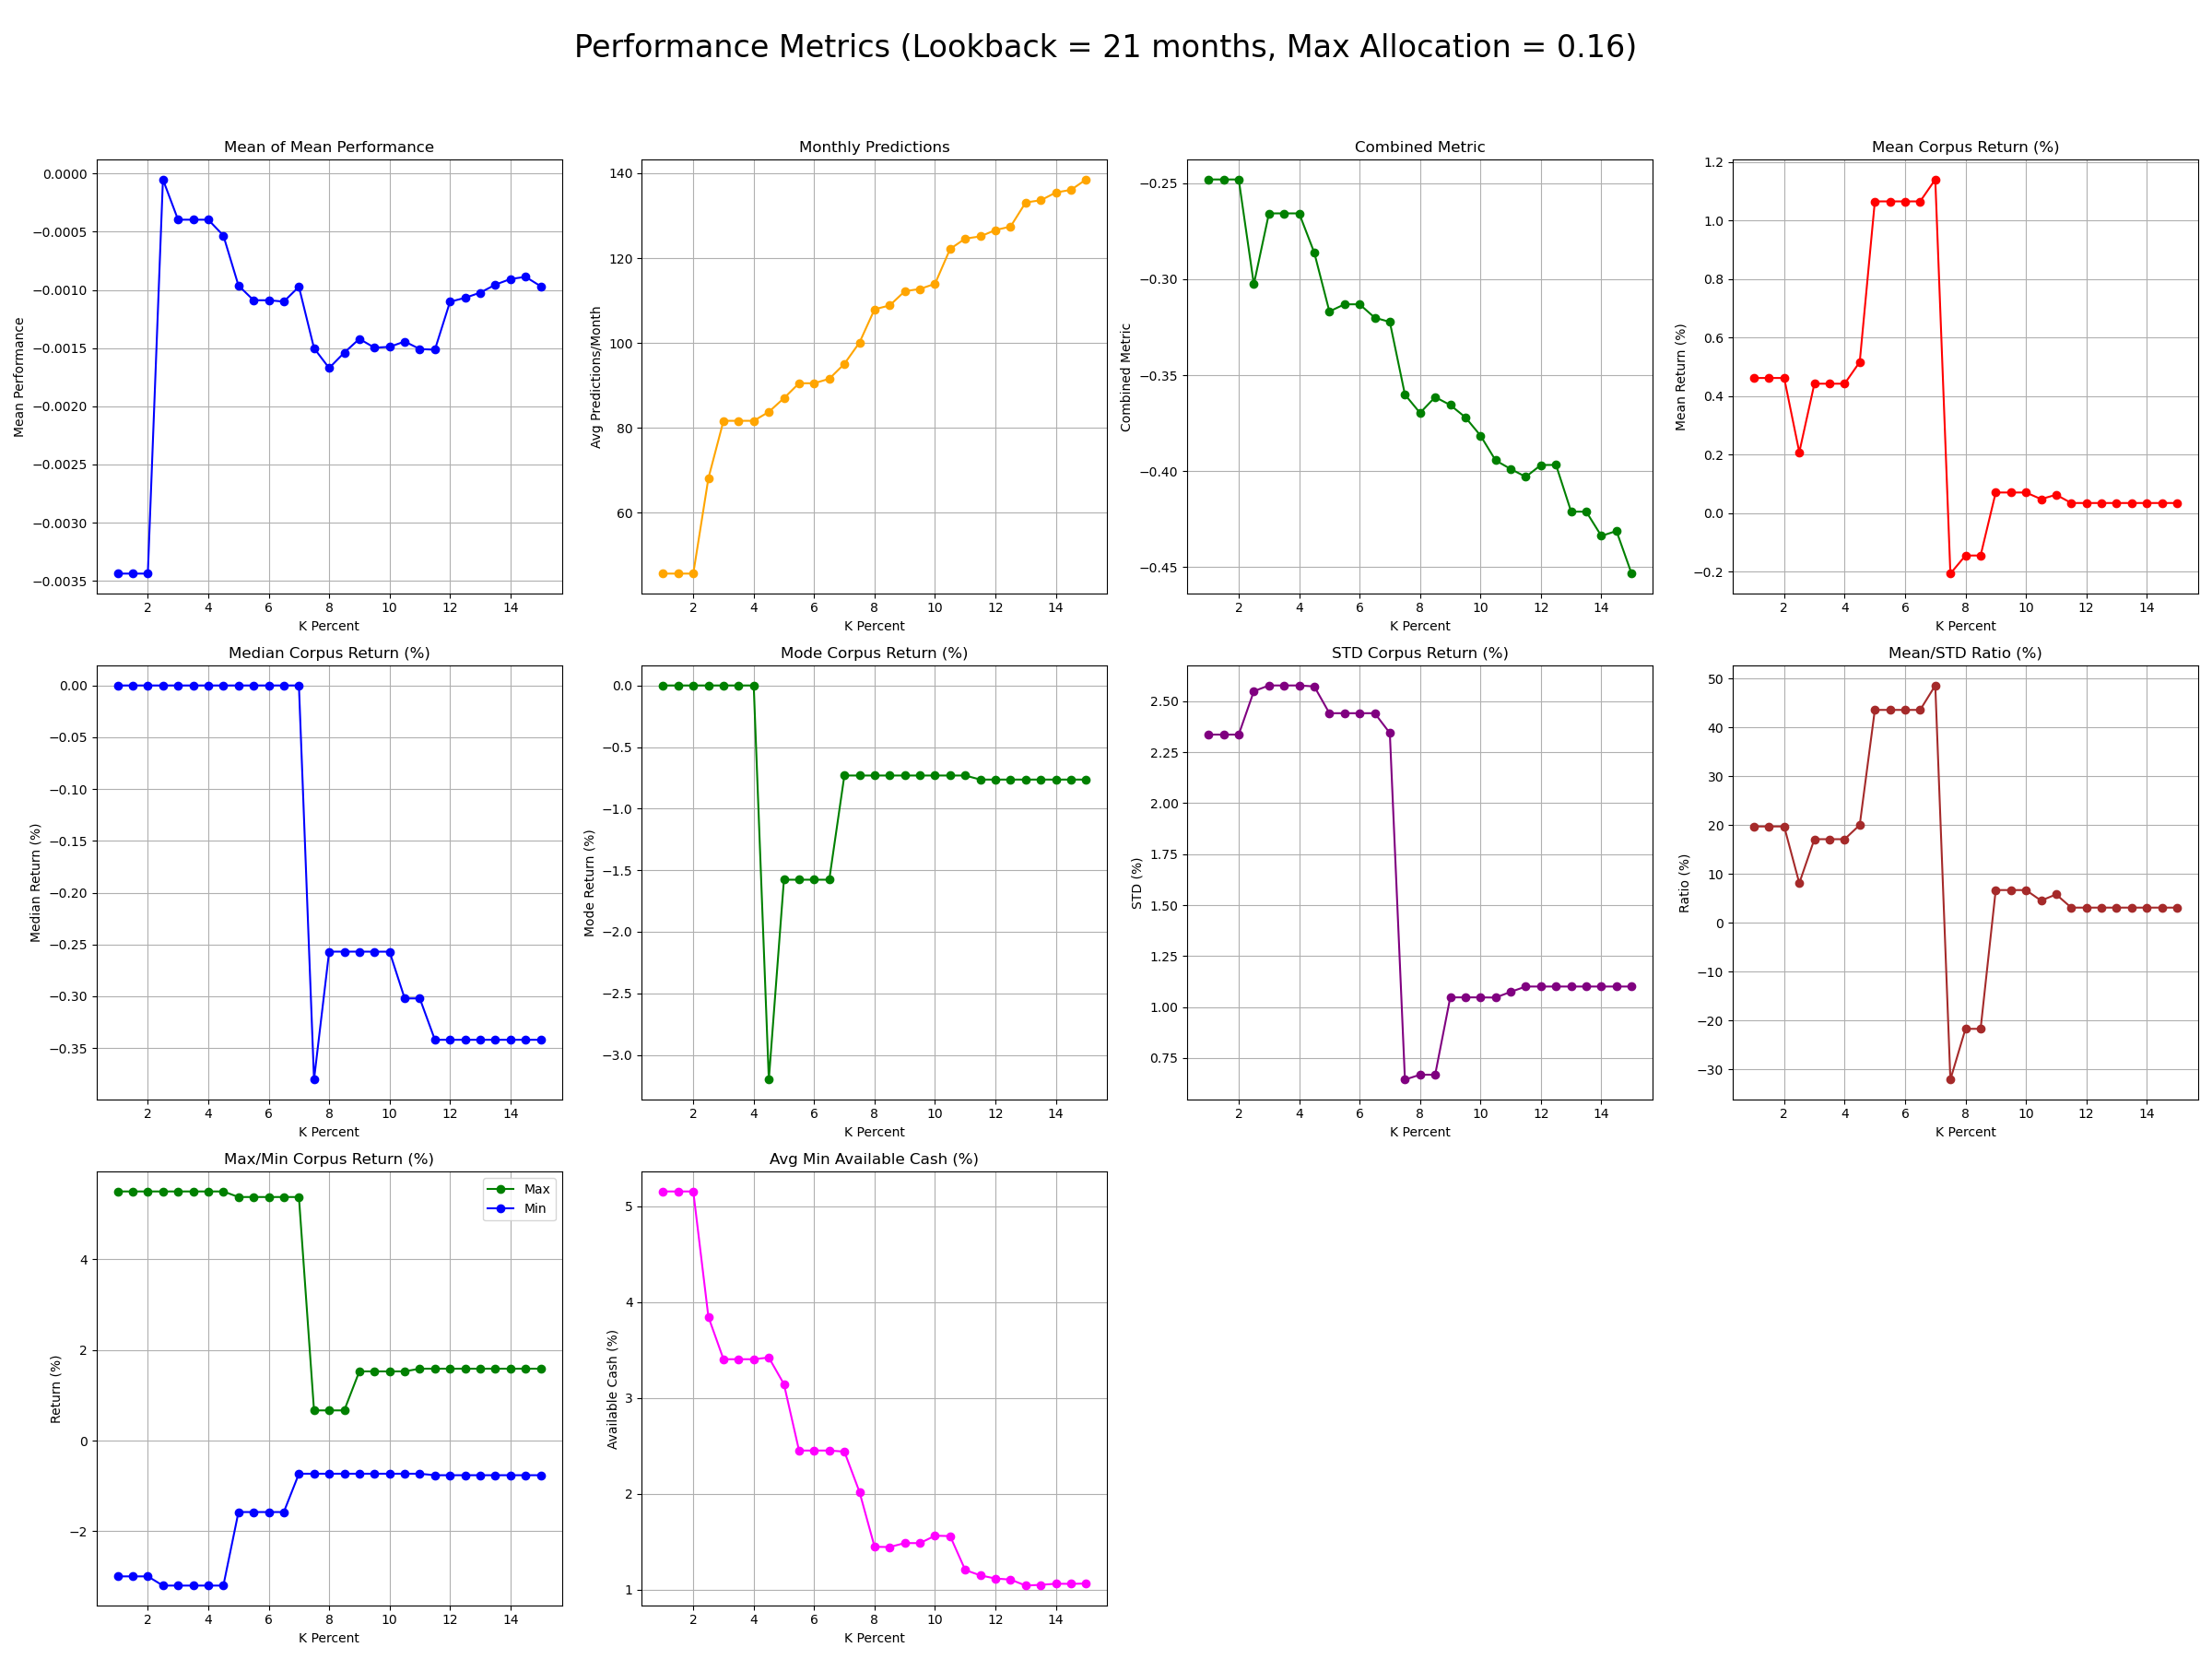 Performance Metrics (Lookback = 21 months, Max Allocation = 0.16)
Mean of Mean Performance
0.0000
−0.0005
−0.0010
−0.0015
−0.0020
−0.0025
−0.0030
−0.0035
Mean Performance
2 4 6 8 10 12 14
K Percent
Monthly Predictions
140
120
100
80
60
Avg Predictions/Month
2 4 6 8 10 12 14
K Percent
Combined Metric
−0.25
−0.30
−0.35
−0.40
−0.45
Combined Metric
2 4 6 8 10 12 14
K Percent
Mean Corpus Return (%)
1.2
1.0
0.8
0.6
0.4
0.2
0.0
−0.2
Mean Return (%)
2 4 6 8 10 12 14
K Percent
Median Corpus Return (%)
0.00
−0.05
−0.10
−0.15
−0.20
−0.25
−0.30
−0.35
Median Return (%)
2 4 6 8 10 12 14
K Percent
Mode Corpus Return (%)
0.0
−0.5
−1.0
−1.5
−2.0
−2.5
−3.0
Mode Return (%)
2 4 6 8 10 12 14
K Percent
STD Corpus Return (%)
2.50
2.25
2.00
1.75
1.50
1.25
1.00
0.75
STD (%)
2 4 6 8 10 12 14
K Percent
Mean/STD Ratio (%)
50
40
30
20
10
0
−10
−20
−30
Ratio (%)
2 4 6 8 10 12 14
K Percent
Max/Min Corpus Return (%)
Max
Min
4
2
0
−2
Return (%)
2 4 6 8 10 12 14
K Percent
Avg Min Available Cash (%)
5
4
3
2
1
Available Cash (%)
2 4 6 8 10 12 14
K Percent